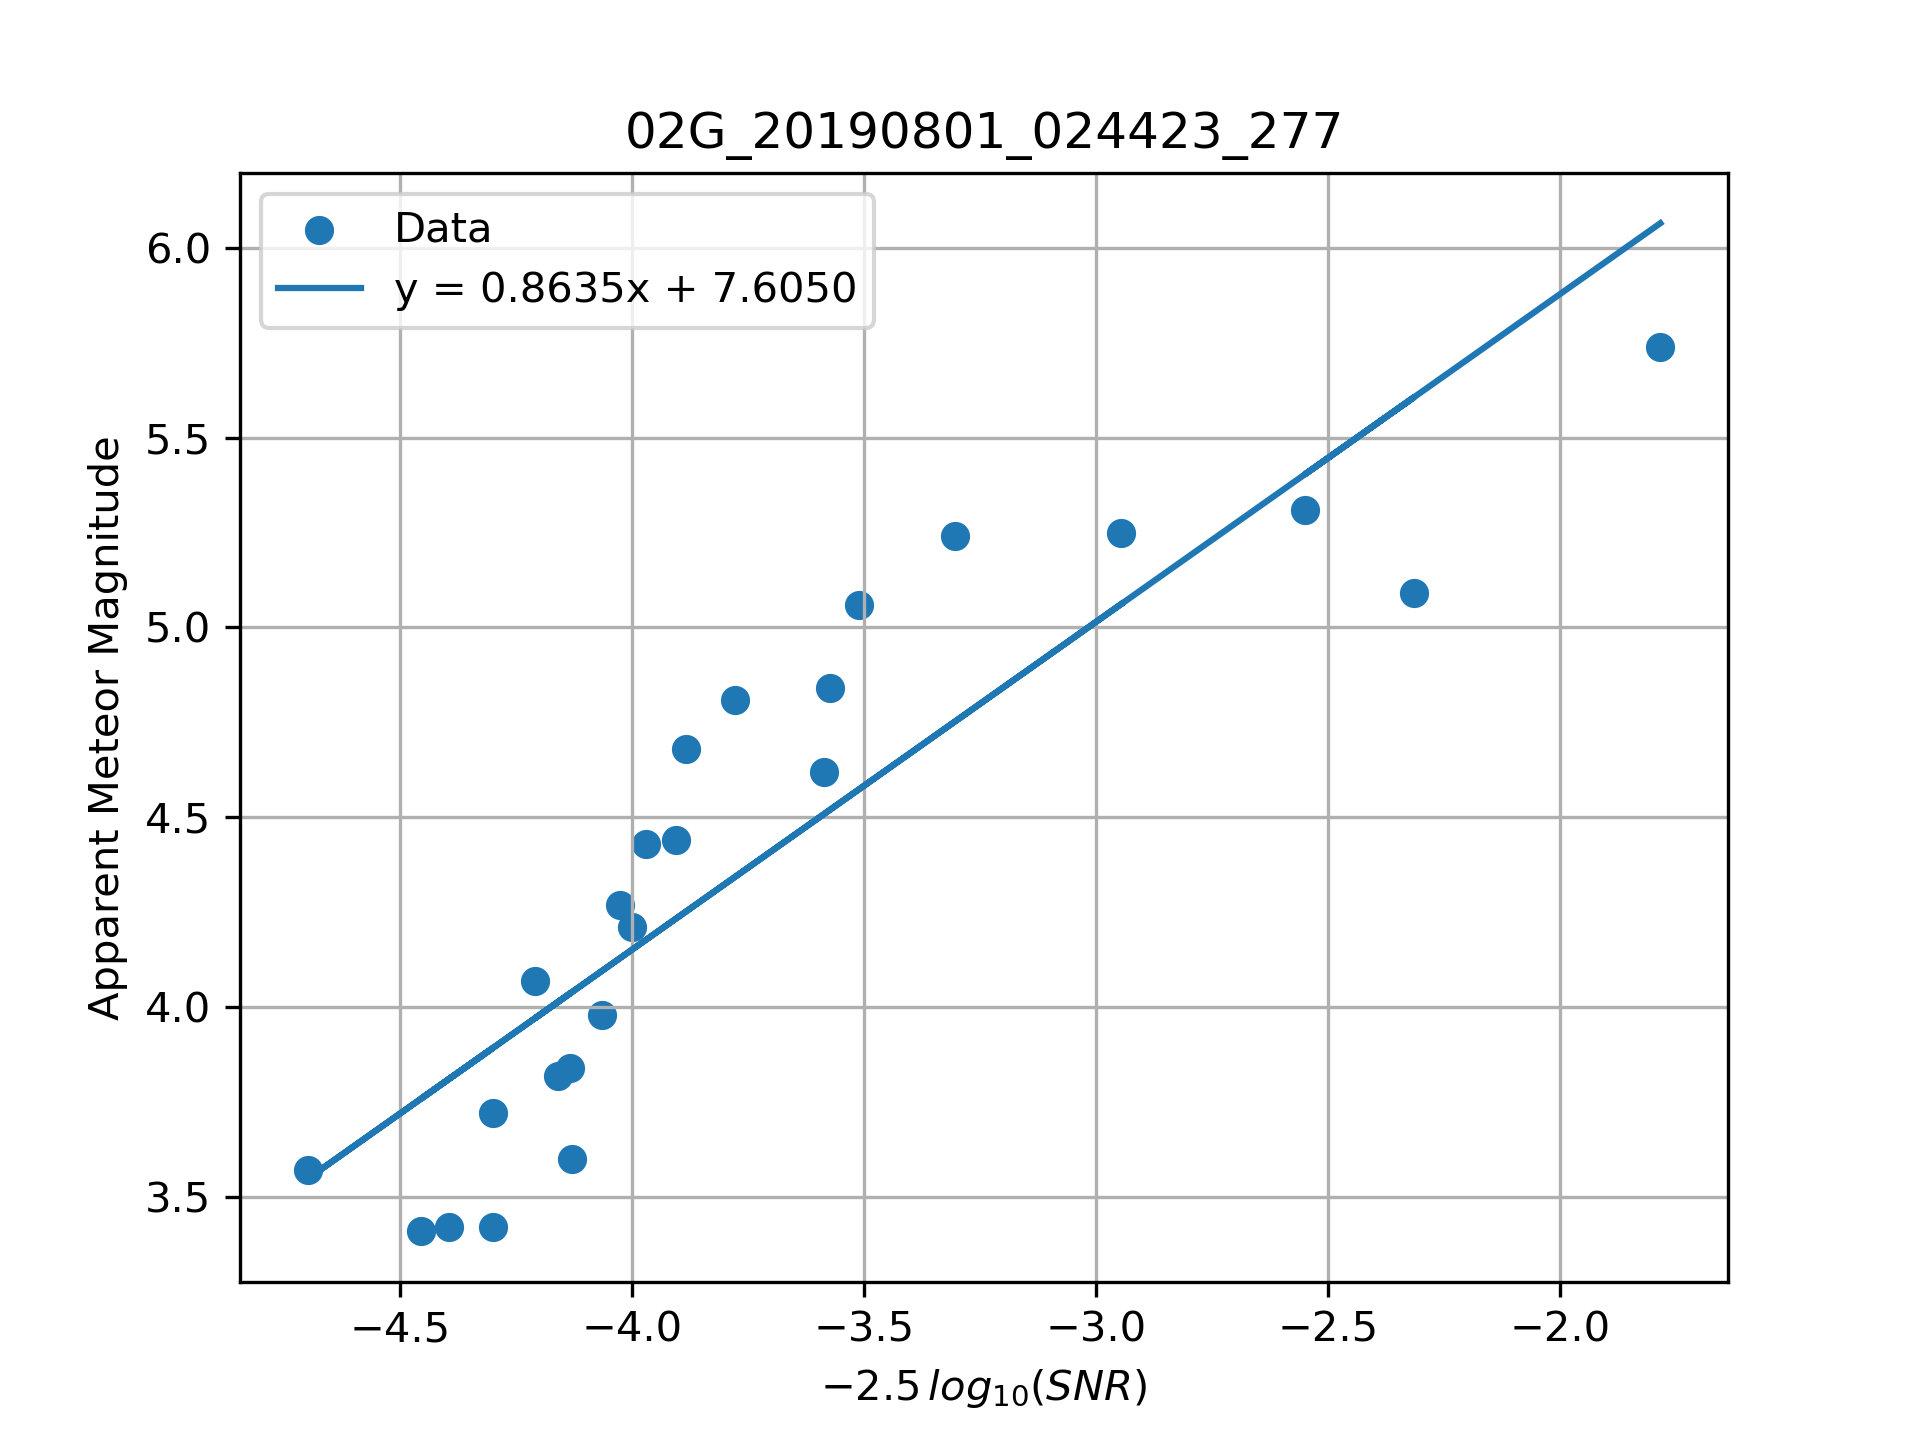 02G_20190801_024423_277
Data
y = 0.8635x + 7.6050
6.0
5.5
5.0
4.5
4.0
3.5
Apparent Meteor Magnitude
−4.5 −4.0 −3.5 −3.0 −2.5 −2.0
−2.5 log₁₀(SNR)